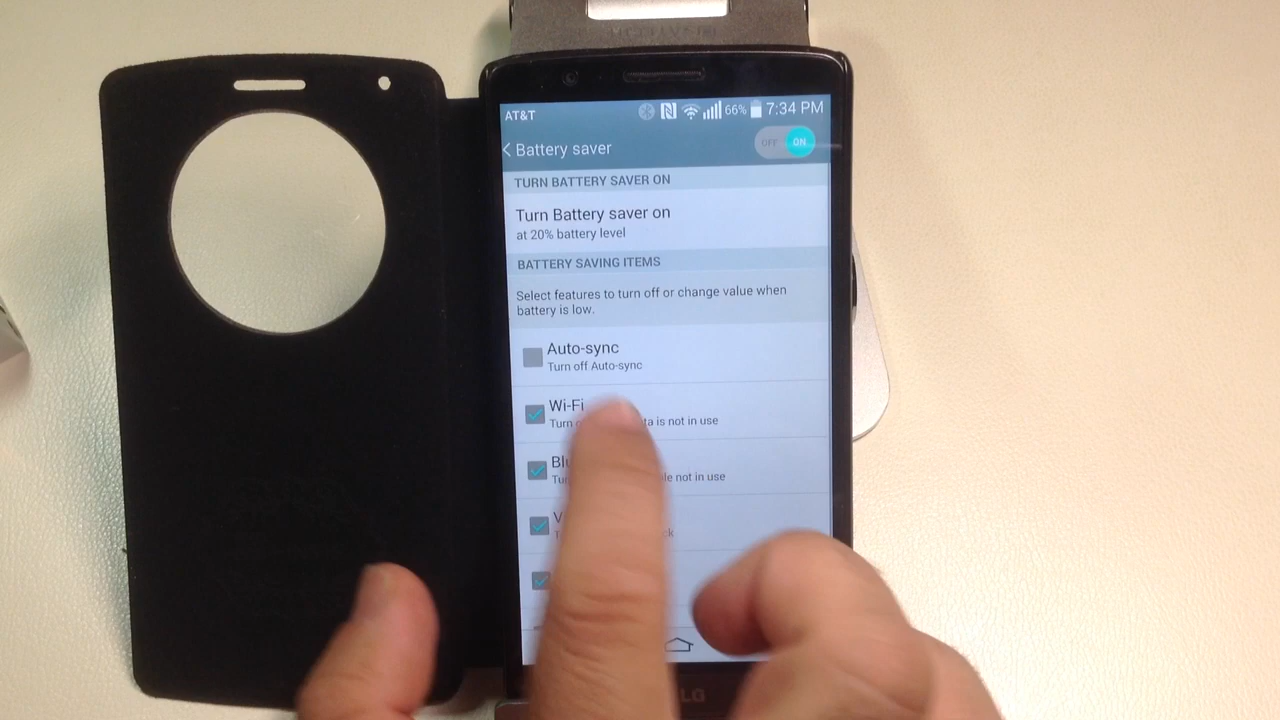 AT&T 66% 7:34 PM
Battery saver OFF ON
TURN BATTERY SAVER ON
Turn Battery saver on
at 20% battery level
BATTERY SAVING ITEMS
Select features to turn off or change value when
battery is low.
Auto-sync
Turn off Auto-sync
Wi-Fi
Turn is not in use
not in use
LG